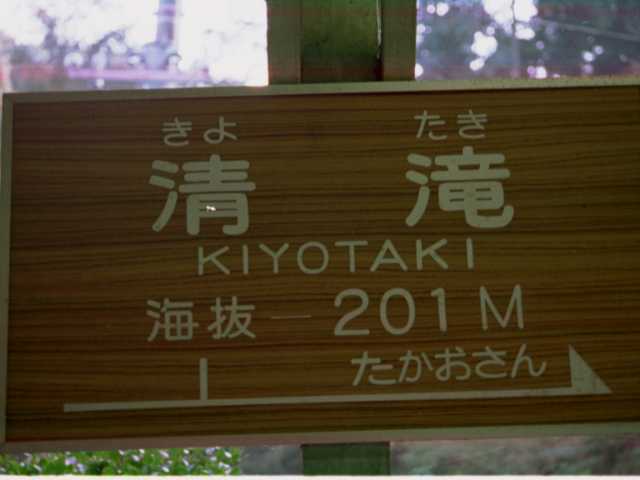 きよ たき
清 滝
KIYOTAKI
海抜 — 201M
たかおさん